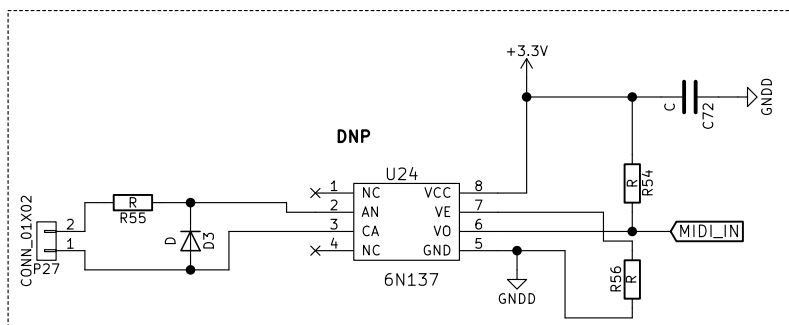 +3.3V
C
C72
GNDD
DNP
U24
R
R54
1 NC VCC 8
2 AN VE 7
3 CA VO 6
4 NC GND 5
6N137
R
R55
CONN_01X02
2
1
P27
D
D3
MIDI_IN
GNDD
R56
R